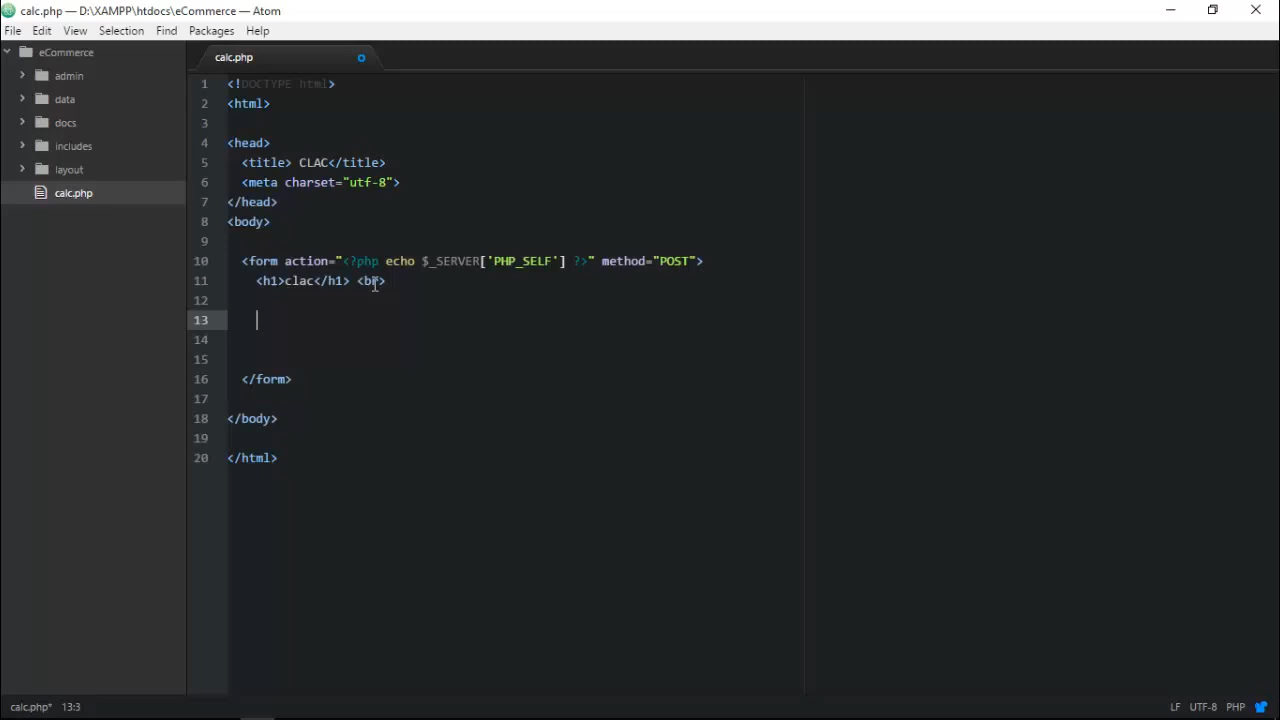 calc.php — D:\XAMPP\htdocs\eCommerce — Atom
File Edit View Selection Find Packages Help
eCommerce
admin
data
docs
includes
layout
calc.php
calc.php
1 <!DOCTYPE html>
2 <html>
3
4 <head>
5 <title> CLAC</title>
6 <meta charset="utf-8">
7 </head>
8 <body>
9
10 <form action="<?php echo $_SERVER['PHP_SELF'] ?>" method="POST">
11 <h1>clac</h1> <br>
12
13
14
15
16 </form>
17
18 </body>
19
20 </html>
calc.php* 13:3 LF UTF-8 PHP